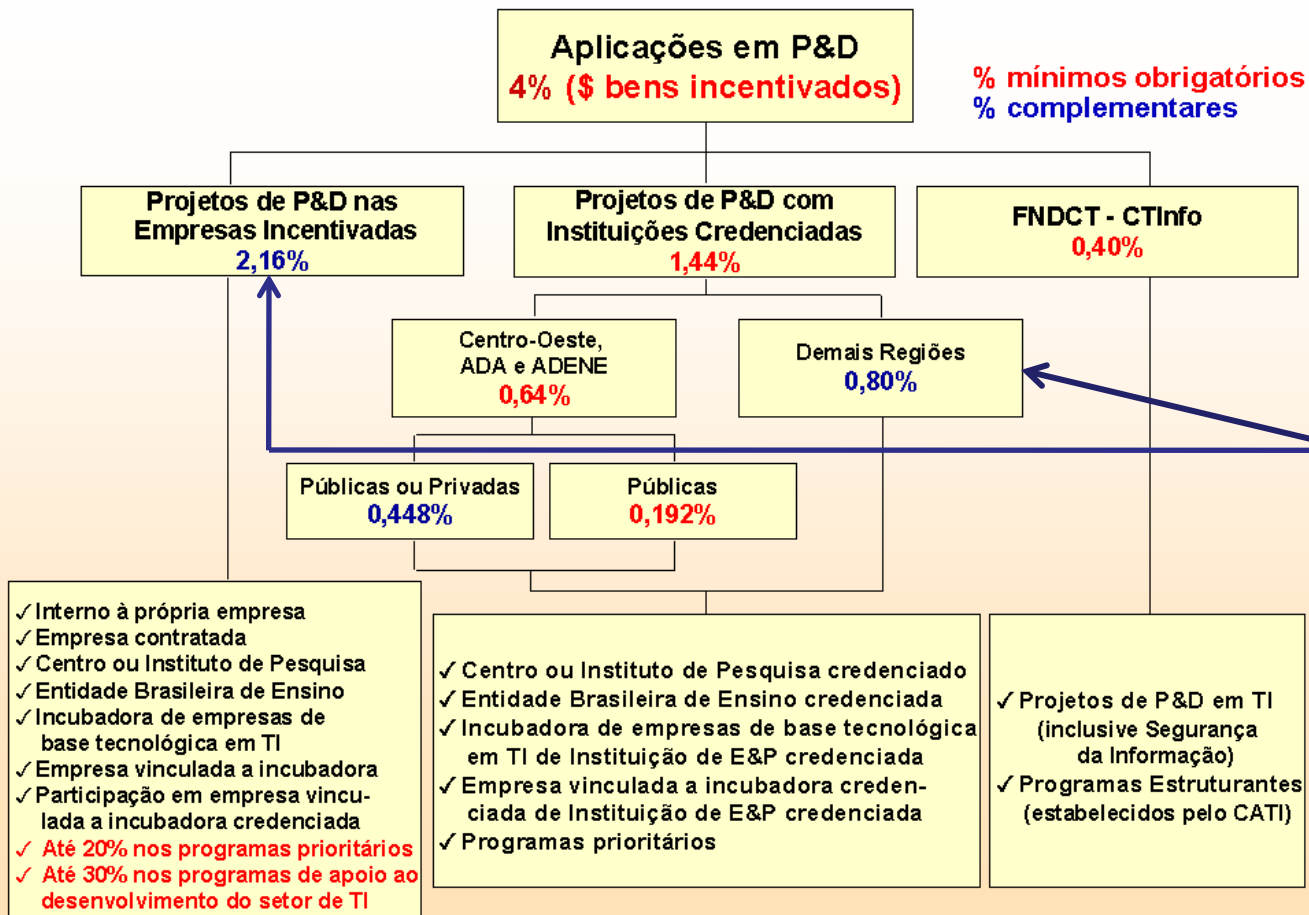 Aplicações em P&D
4% ($ bens incentivados)
% mínimos obrigatórios
% complementares
Projetos de P&D nas
Empresas Incentivadas
2,16%
Projetos de P&D com
Instituições Credenciadas
1,44%
FNDCT - CTInfo
0,40%
Centro-Oeste,
ADA e ADENE
0,64%
Demais Regiões
0,80%
Públicas ou Privadas
0,448%
Públicas
0,192%
✓ Interno à própria empresa
✓ Empresa contratada
✓ Centro ou Instituto de Pesquisa
✓ Entidade Brasileira de Ensino
✓ Incubadora de empresas de
base tecnológica em TI
✓ Empresa vinculada a incubadora
✓ Participação em empresa vincu-
lada a incubadora credenciada
✓ Até 20% nos programas prioritários
✓ Até 30% nos programas de apoio ao
desenvolvimento do setor de TI
✓ Centro ou Instituto de Pesquisa credenciado
✓ Entidade Brasileira de Ensino credenciada
✓ Incubadora de empresas de base tecnológica
em TI de Instituição de E&P credenciada
✓ Empresa vinculada a incubadora creden-
ciada de Instituição de E&P credenciada
✓ Programas prioritários
✓ Projetos de P&D em TI
(inclusive Segurança
da Informação)
✓ Programas Estruturantes
(estabelecidos pelo CATI)